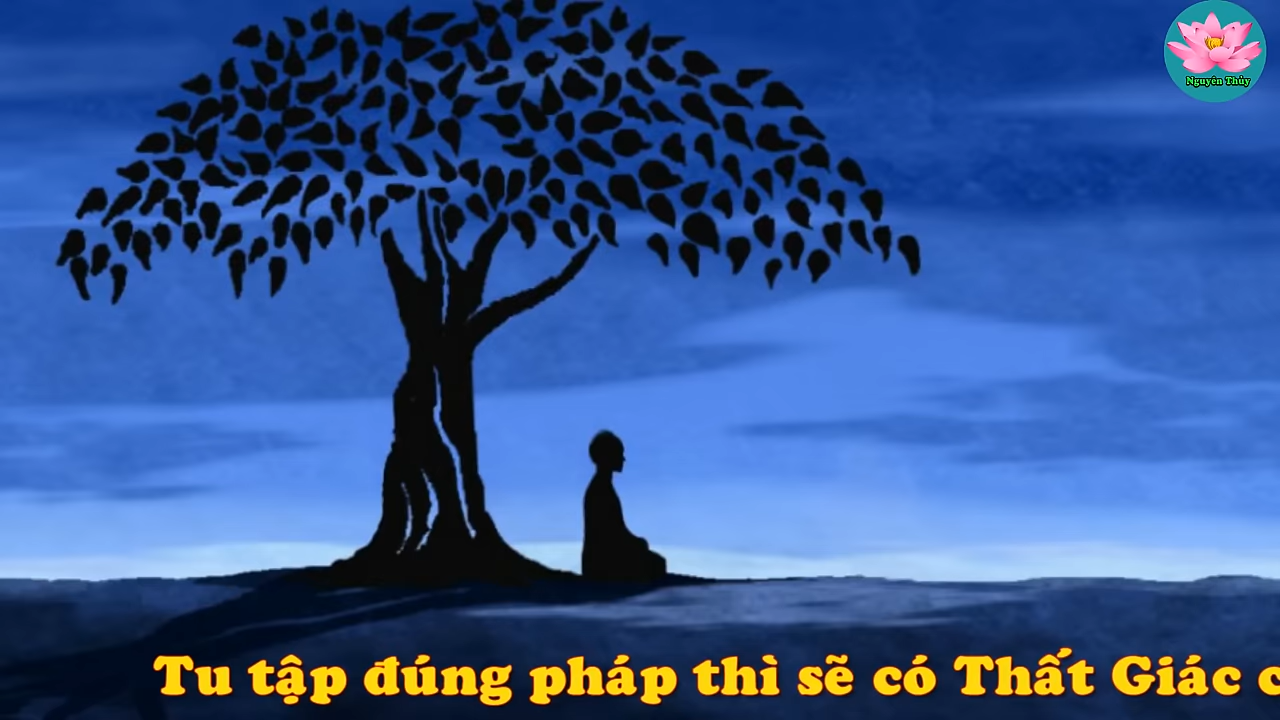 Nguyên Thủy
Tu tập đúng pháp thì sẽ có Thất Giác